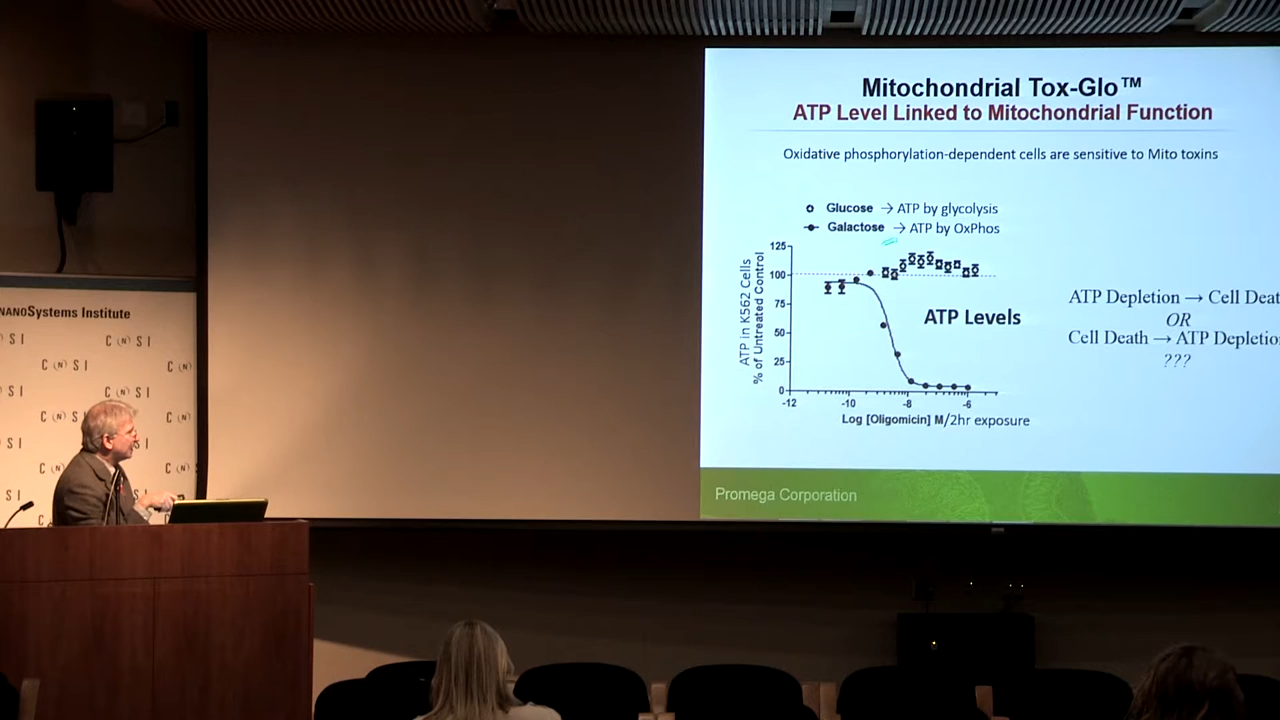 Mitochondrial Tox-Glo™
ATP Level Linked to Mitochondrial Function
Oxidative phosphorylation-dependent cells are sensitive to Mito toxins
Glucose → ATP by glycolysis
Galactose → ATP by OxPhos
ATP in K562 Cells
% of Untreated Control
125
100
75
50
25
0
-12 -10 -8 -6
Log [Oligomicin] M/2hr exposure
ATP Levels
ATP Depletion → Cell Deat
OR
Cell Death → ATP Depletio
???
Promega Corporation
NANOSystems Institute
S I C N S I
C N S I C N
S I C N S I
C N S C N
S I S I
C N C N
S I S
C